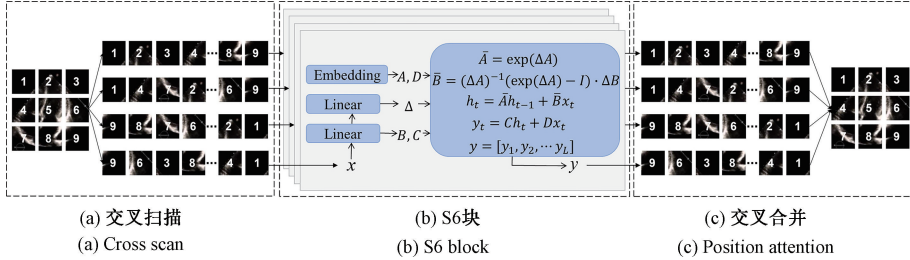 1 2 3
4 5 6
7 8 9
1 2 3 4 ··· 8 9
1 4 7 2 ··· 6 9
9 8 7 6 ··· 2 1
9 6 3 8 ··· 4 1
Embedding
A, D
Linear
Δ
Linear
B, C
x
Ā = exp(ΔA)
B̄ = (ΔA)⁻¹(exp(ΔA) − I) · ΔB
hₜ = Āhₜ₋₁ + B̄xₜ
yₜ = Chₜ + Dxₜ
y = [y₁, y₂, ⋯ y_L]
y
1 2 3 4 ··· 8 9
1 4 7 2 ··· 6 9
9 8 7 6 ··· 2 1
9 6 3 8 ··· 4 1
1 2 3
4 5 6
7 8 9
(a) 交叉扫描
(a) Cross scan
(b) S6块
(b) S6 block
(c) 交叉合并
(c) Position attention